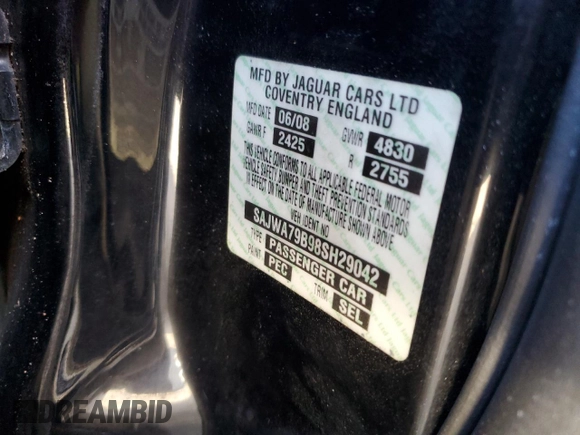 MFD BY JAGUAR CARS LTD
COVENTRY ENGLAND
MFD DATE 06/08 GVWR 4830
GAWR F 2425 R 2755
THIS VEHICLE CONFORMS TO ALL APPLICABLE FEDERAL MOTOR
VEHICLE SAFETY BUMPER AND THEFT PREVENTION STANDARDS
IN EFFECT ON THE DATE OF MANUFACTURE SHOWN ABOVE
VEH. IDENT NO
SAJWA79B98SH29042
TYPE PASSENGER CAR
PAINT PEC TRIM SEL
DREAMBID